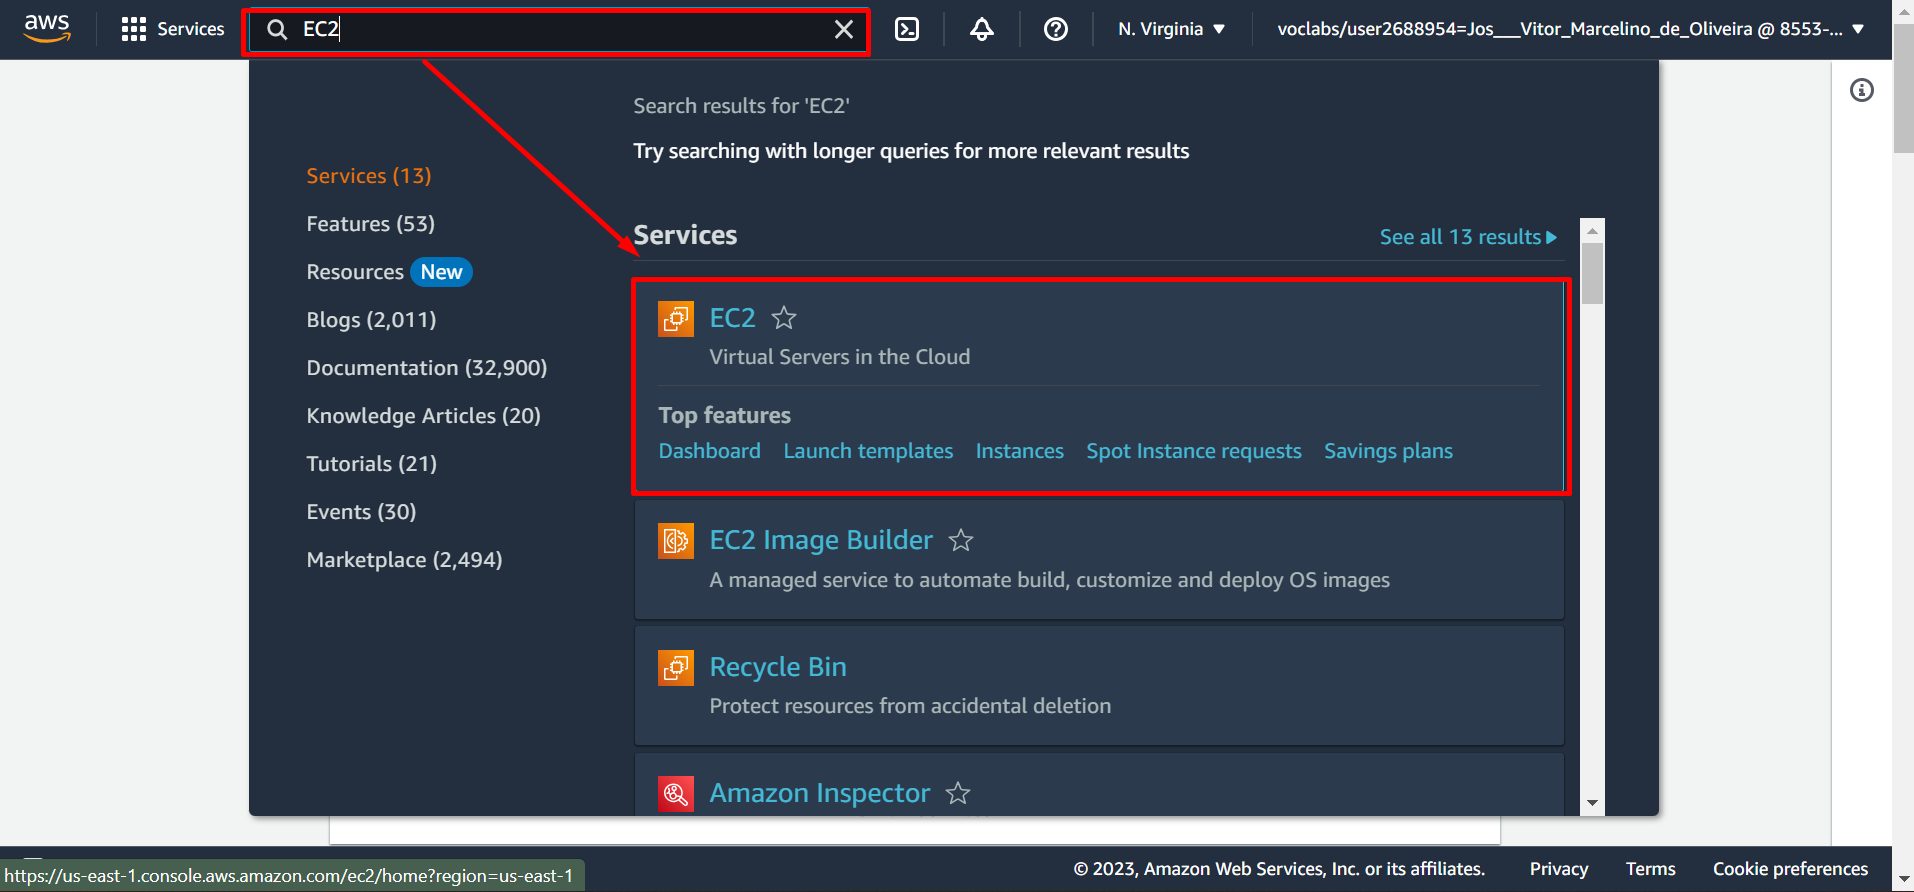 aws
Services
EC2
N. Virginia
voclabs/user2688954=Jos___Vitor_Marcelino_de_Oliveira @ 8553-...
Search results for 'EC2'
Try searching with longer queries for more relevant results
Services (13)
Features (53)
Resources New
Blogs (2,011)
Documentation (32,900)
Knowledge Articles (20)
Tutorials (21)
Events (30)
Marketplace (2,494)
Services
See all 13 results
EC2
Virtual Servers in the Cloud
Top features
Dashboard Launch templates Instances Spot Instance requests Savings plans
EC2 Image Builder
A managed service to automate build, customize and deploy OS images
Recycle Bin
Protect resources from accidental deletion
Amazon Inspector
© 2023, Amazon Web Services, Inc. or its affiliates. Privacy Terms Cookie preferences
https://us-east-1.console.aws.amazon.com/ec2/home?region=us-east-1